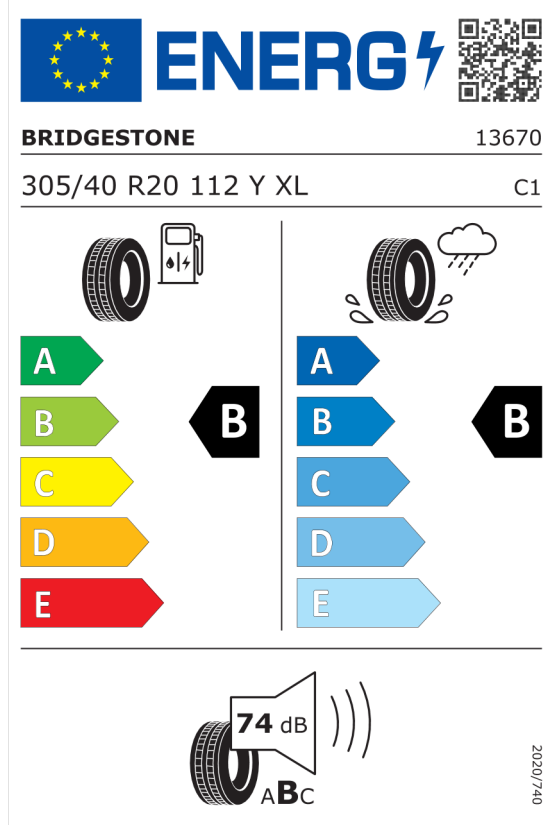 ENERG
BRIDGESTONE 13670
305/40 R20 112 Y XL C1
A
B
C
D
E
B
A
B
C
D
E
B
74 dB
ABC
2020/740